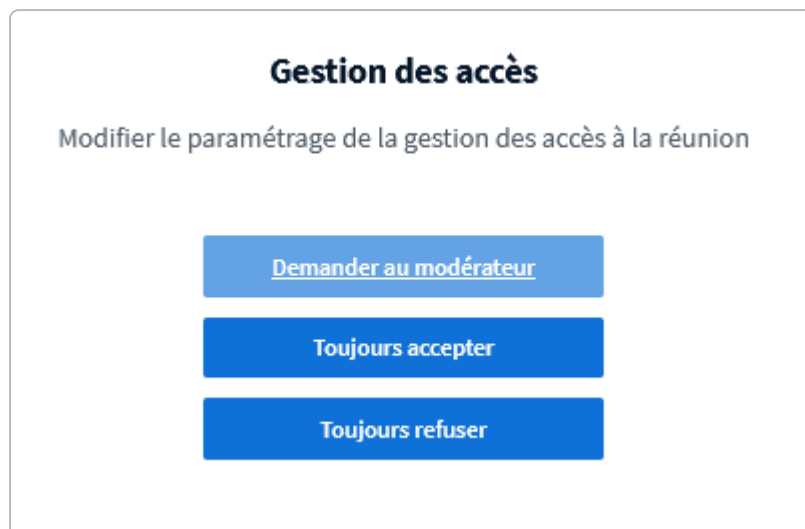 Gestion des accès
Modifier le paramétrage de la gestion des accès à la réunion
Demander au modérateur
Toujours accepter
Toujours refuser